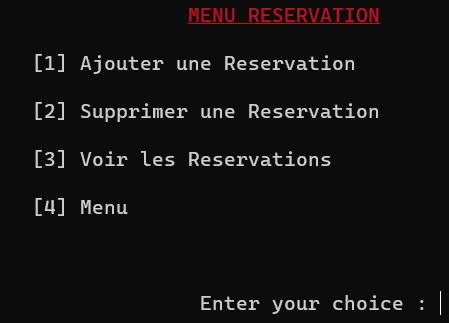 MENU RESERVATION
[1] Ajouter une Reservation
[2] Supprimer une Reservation
[3] Voir les Reservations
[4] Menu
Enter your choice :